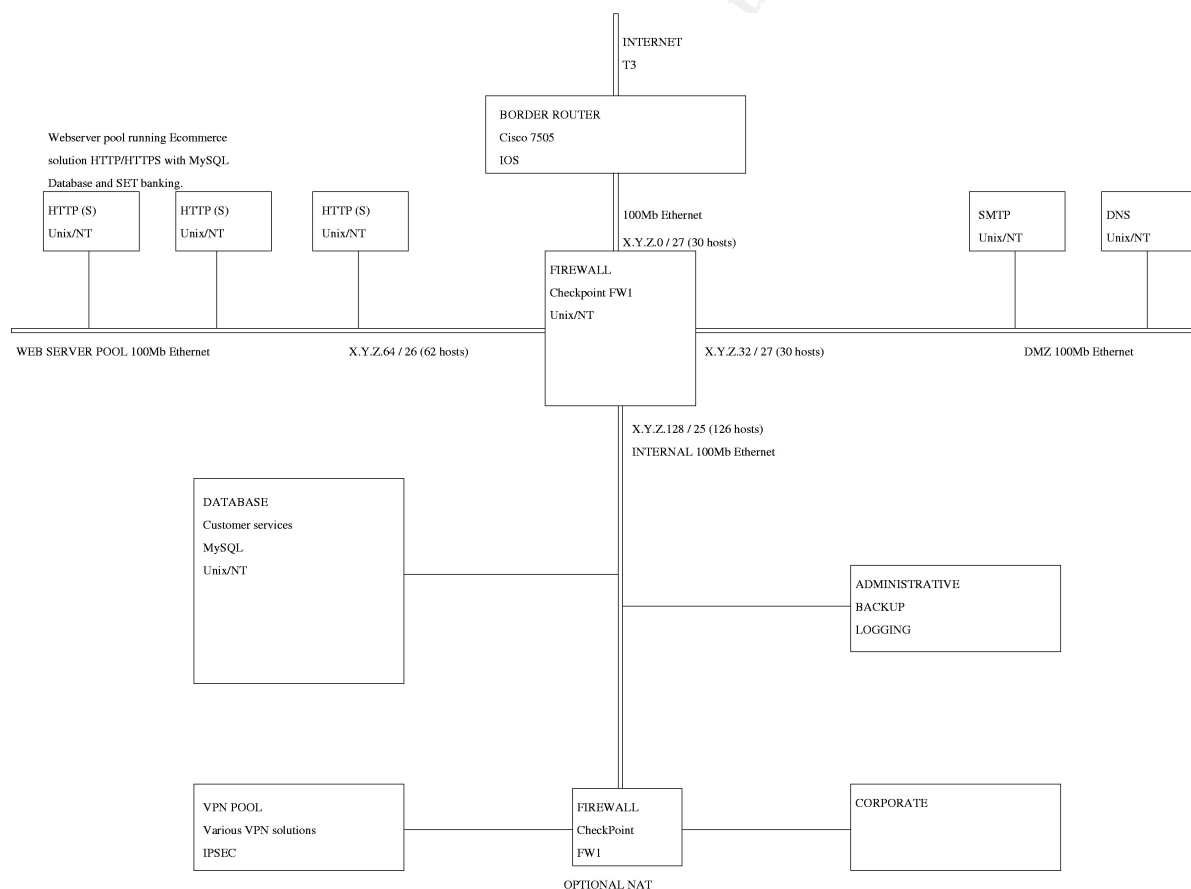 INTERNET
T3
BORDER ROUTER
Cisco 7505
IOS
Webserver pool running Ecommerce
solution HTTP/HTTPS with MySQL
Database and SET banking.
HTTP (S)
Unix/NT
HTTP (S)
Unix/NT
HTTP (S)
Unix/NT
100Mb Ethernet
X.Y.Z.0 / 27 (30 hosts)
SMTP
Unix/NT
DNS
Unix/NT
FIREWALL
Checkpoint FW1
Unix/NT
WEB SERVER POOL 100Mb Ethernet
X.Y.Z.64 / 26 (62 hosts)
X.Y.Z.32 / 27 (30 hosts)
DMZ 100Mb Ethernet
X.Y.Z.128 / 25 (126 hosts)
INTERNAL 100Mb Ethernet
DATABASE
Customer services
MySQL
Unix/NT
ADMINISTRATIVE
BACKUP
LOGGING
VPN POOL
Various VPN solutions
IPSEC
FIREWALL
CheckPoint
FW1
CORPORATE
OPTIONAL NAT